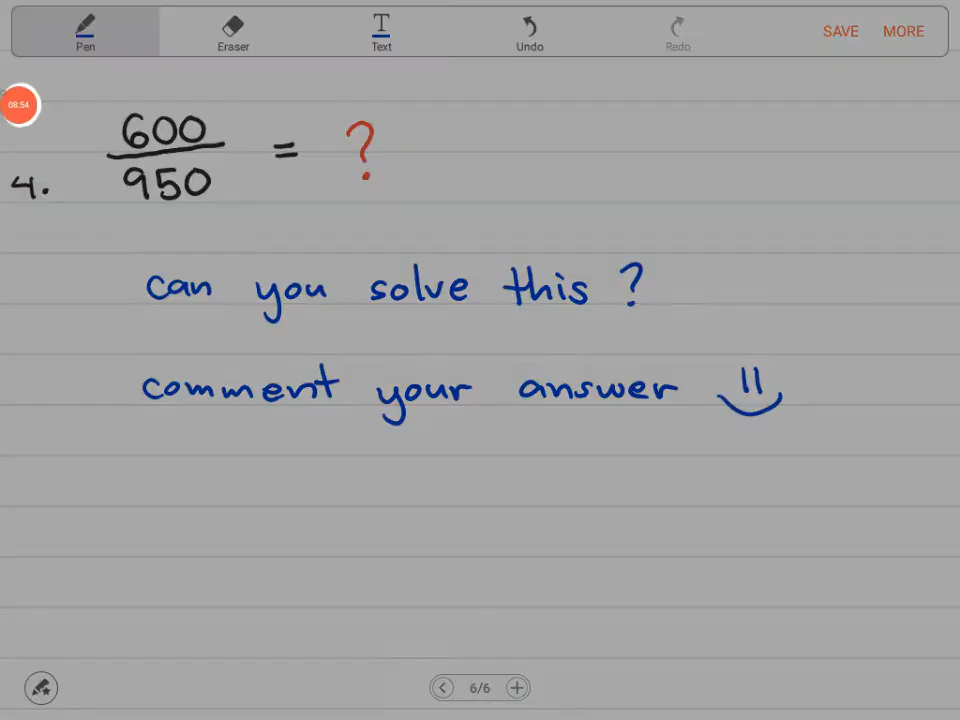 Pen Eraser Text Undo Redo SAVE MORE
08:54
600
950
= ?
4.
can you solve this ?
comment your answer
6/6